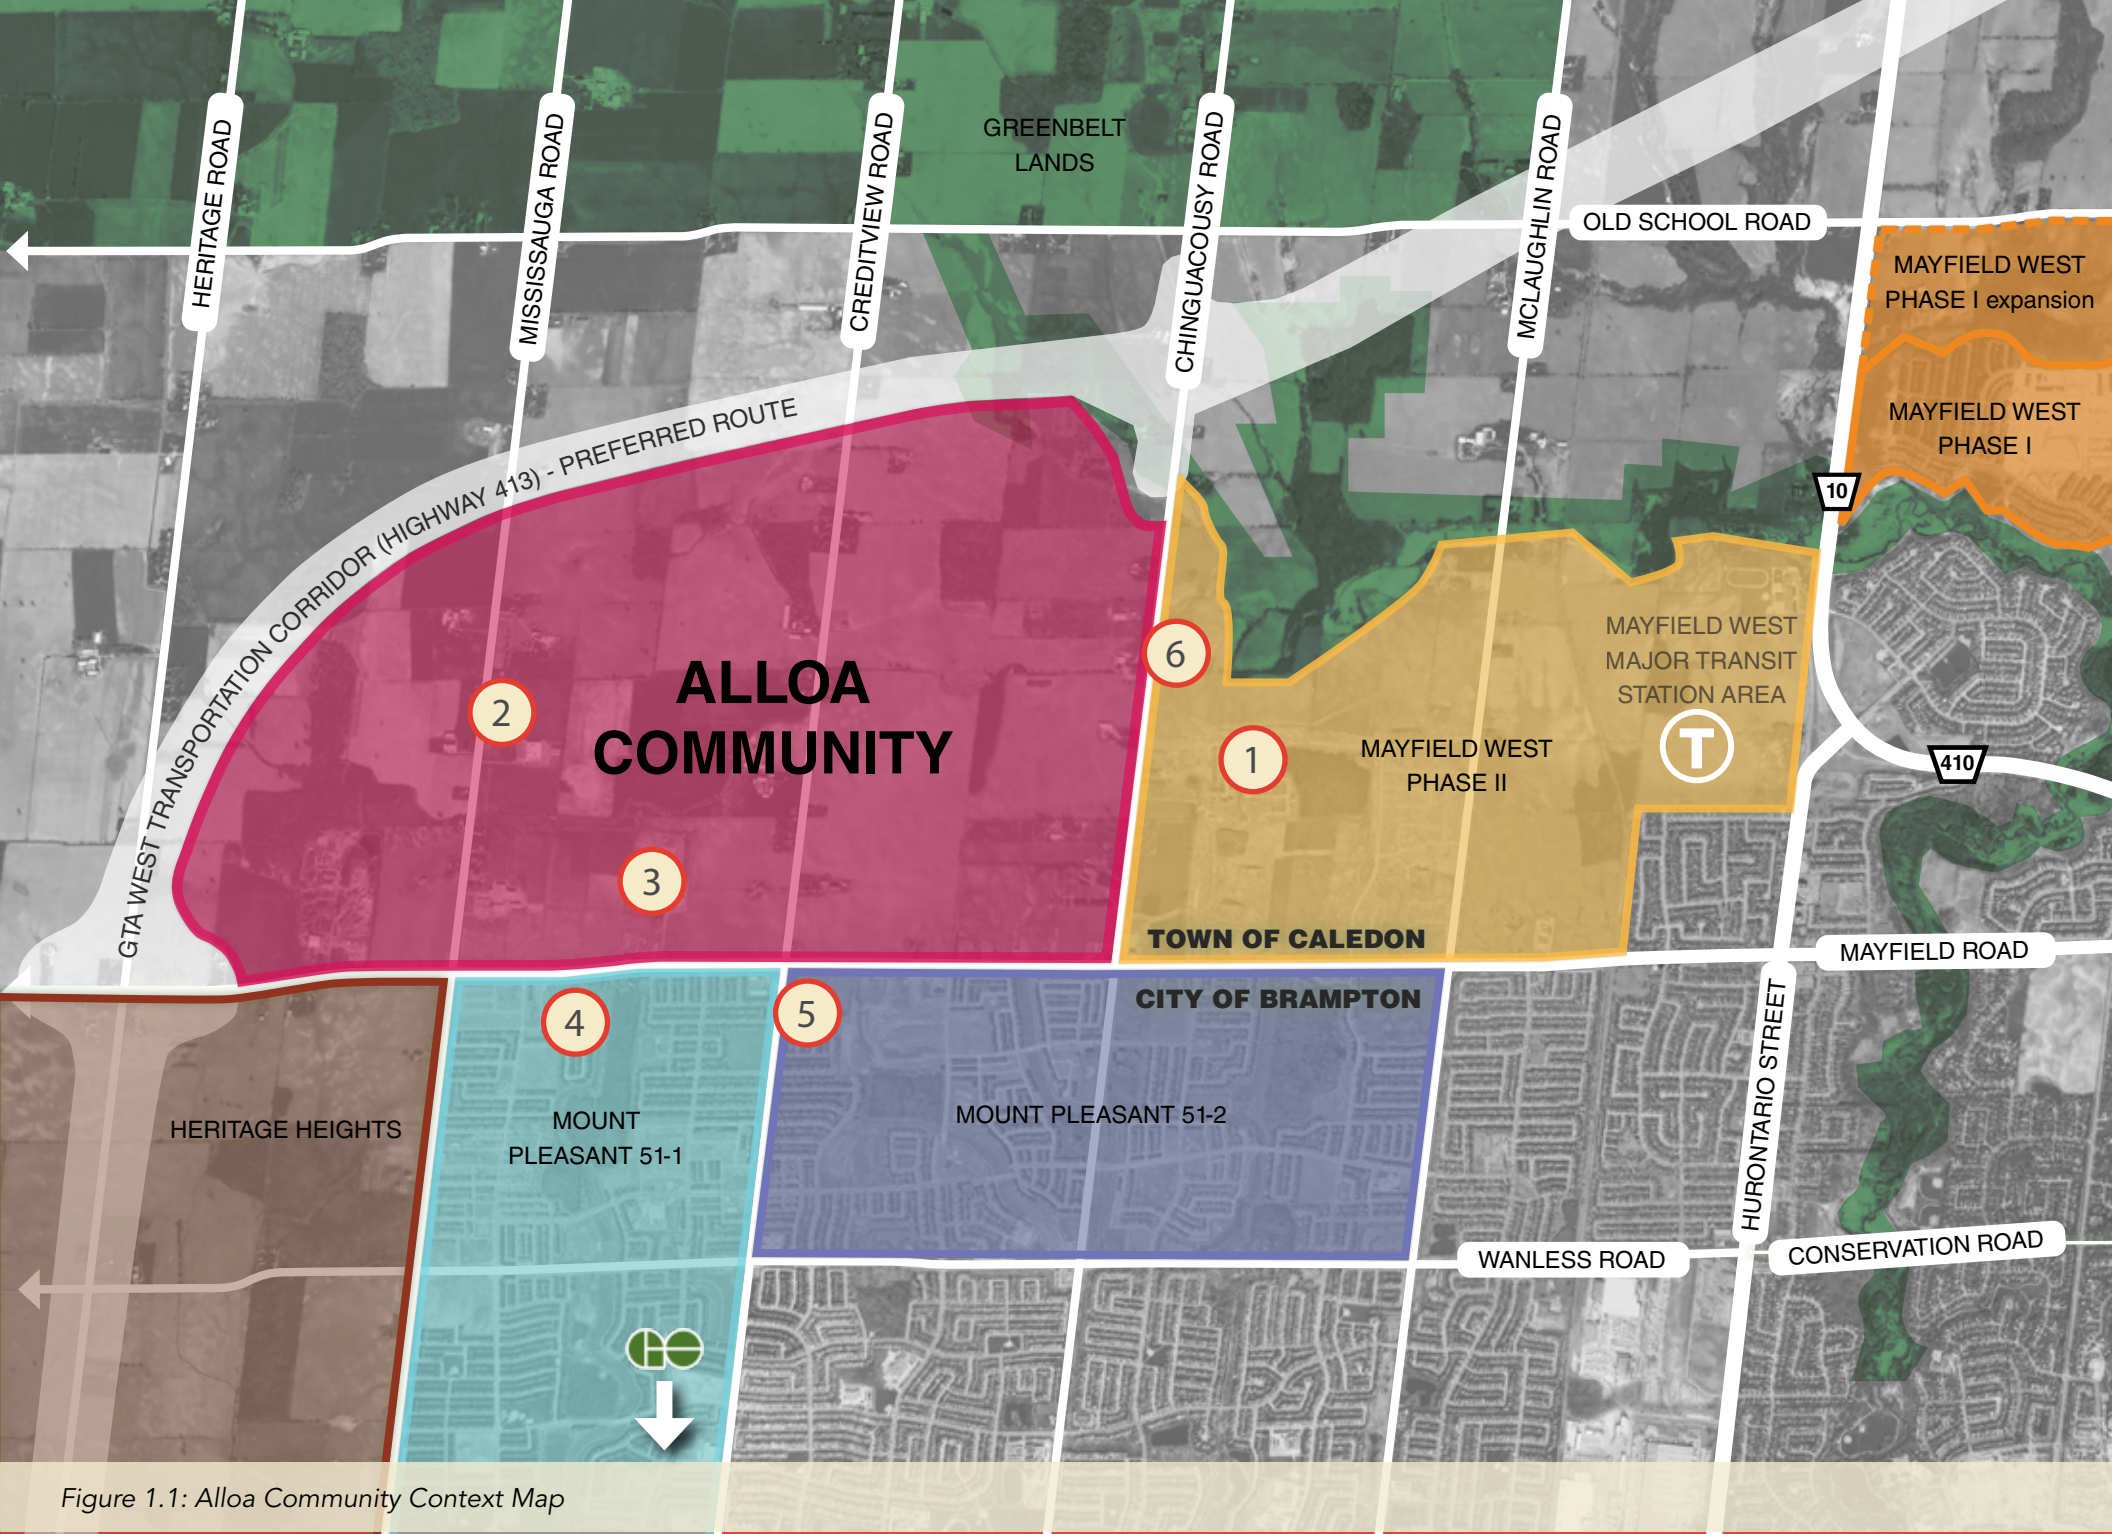 GREENBELT
LANDS
HERITAGE ROAD
MISSISSAUGA ROAD
CREDITVIEW ROAD
CHINGUACOUSY ROAD
MCLAUGHLIN ROAD
OLD SCHOOL ROAD
MAYFIELD WEST
PHASE I expansion
MAYFIELD WEST
PHASE I
10
GTA WEST TRANSPORTATION CORRIDOR (HIGHWAY 413) - PREFERRED ROUTE
6
MAYFIELD WEST
MAJOR TRANSIT
STATION AREA
T
2
ALLOA
COMMUNITY
1
MAYFIELD WEST
PHASE II
410
3
TOWN OF CALEDON
MAYFIELD ROAD
CITY OF BRAMPTON
4
5
HERITAGE HEIGHTS
MOUNT
PLEASANT 51-1
MOUNT PLEASANT 51-2
HURONTARIO STREET
WANLESS ROAD
CONSERVATION ROAD
GO
Figure 1.1: Alloa Community Context Map